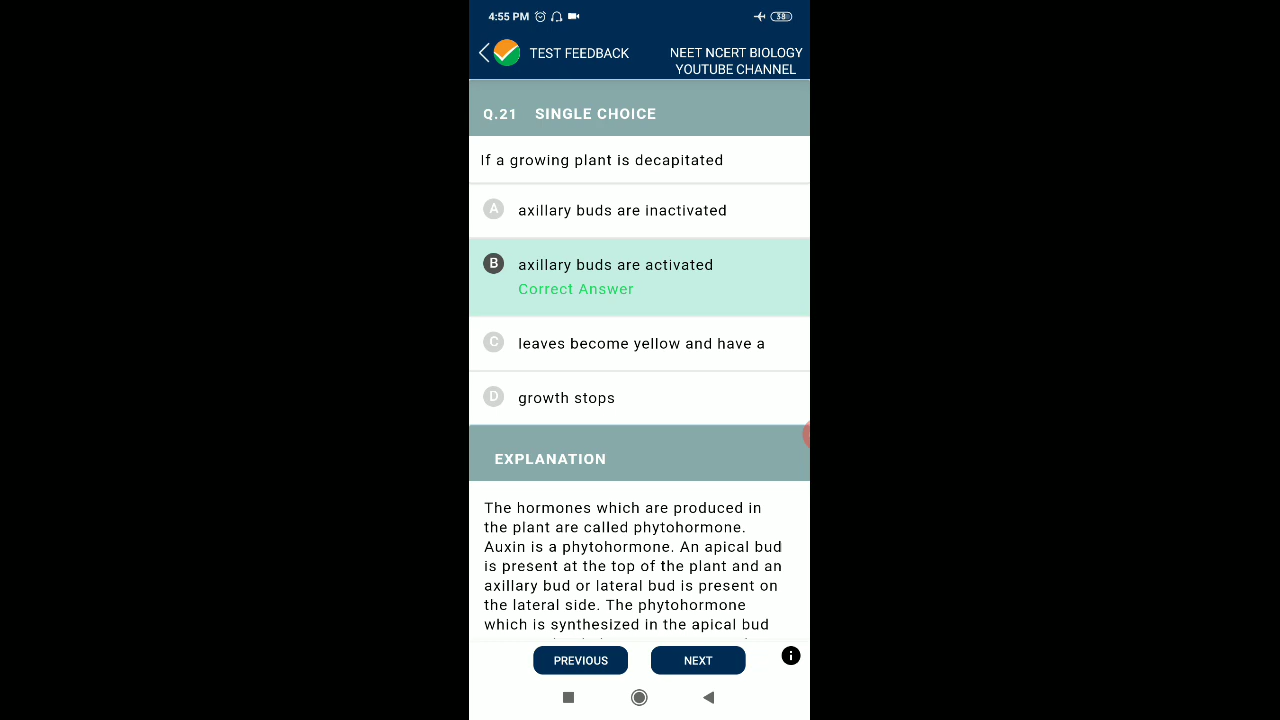 4:55 PM
38
TEST FEEDBACK
NEET NCERT BIOLOGY
YOUTUBE CHANNEL
Q.21 SINGLE CHOICE
If a growing plant is decapitated
A axillary buds are inactivated
B axillary buds are activated
Correct Answer
C leaves become yellow and have a
D growth stops
EXPLANATION
The hormones which are produced in
the plant are called phytohormone.
Auxin is a phytohormone. An apical bud
is present at the top of the plant and an
axillary bud or lateral bud is present on
the lateral side. The phytohormone
which is synthesized in the apical bud
PREVIOUS NEXT